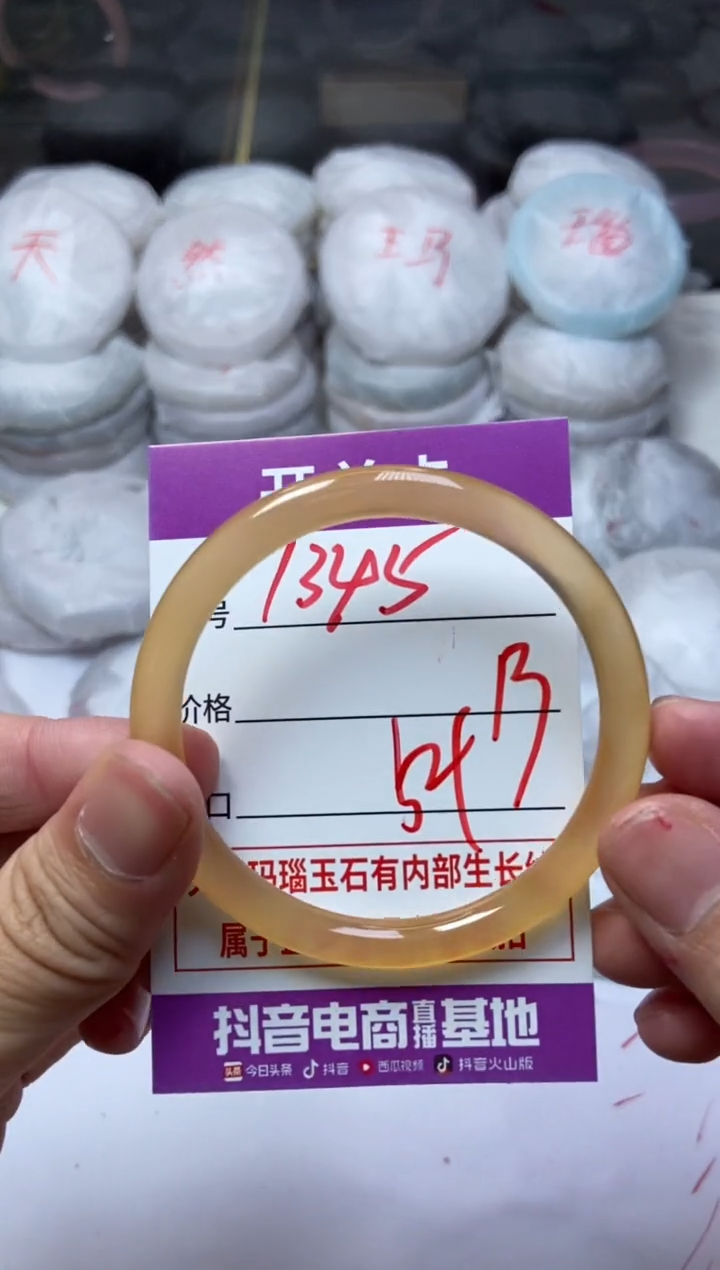 天 然 玛 瑙
号 1345
价格
口 54
玛瑙玉石有内部生长
属于
抖音电商直播基地
头条 今日头条 抖音 西瓜视频 抖音火山版